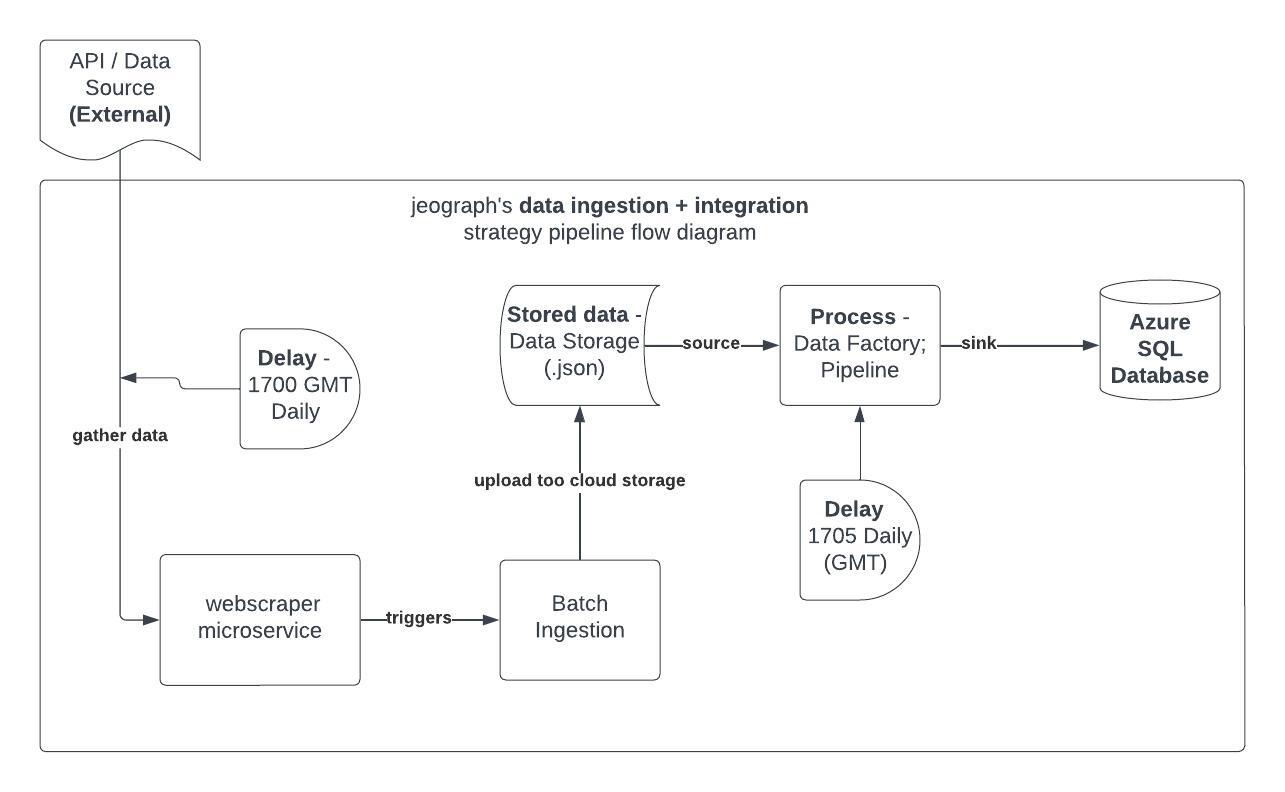 API / Data
Source
(External)
jeograph's data ingestion + integration
strategy pipeline flow diagram
Delay -
1700 GMT
Daily
gather data
webscraper
microservice
triggers
Batch
Ingestion
upload too cloud storage
Stored data -
Data Storage
(.json)
source
Process -
Data Factory;
Pipeline
Delay
1705 Daily
(GMT)
sink
Azure
SQL
Database